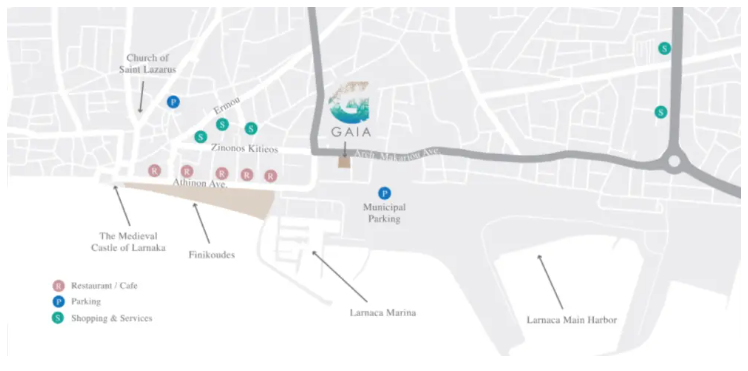 Church of
Saint Lazarus
P
S
Ermou
S
S
S
S
Zinonos Kitieos
GAIA
Arch. Makariou Ave.
R
R
R
R
R
Athinon Ave.
P
Municipal
Parking
The Medieval
Castle of Larnaka
Finikoudes
R Restaurant / Cafe
P Parking
S Shopping & Services
Larnaca Marina
Larnaca Main Harbor